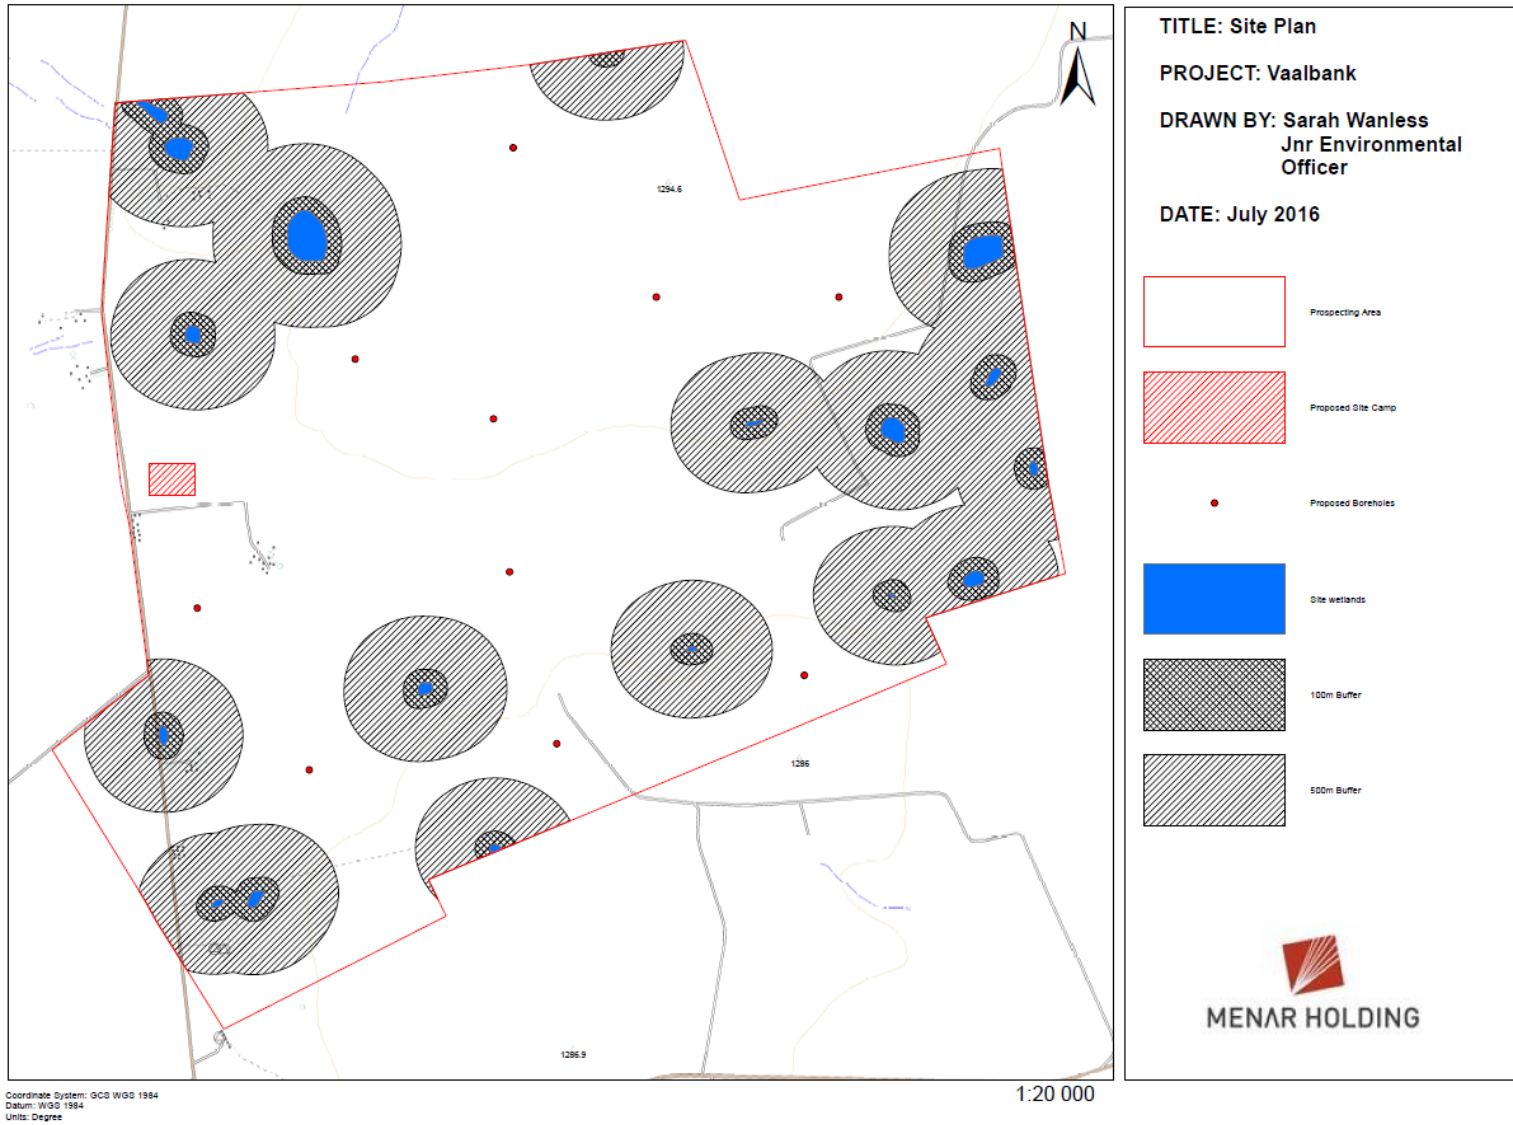 N
1294.6
1286
1286.9
Coordinate System: GCS WGS 1984
Datum: WGS 1984
Units: Degree
1:20 000
TITLE: Site Plan
PROJECT: Vaalbank
DRAWN BY: Sarah Wanless
Jnr Environmental
Officer
DATE: July 2016
Prospecting Area
Proposed Site Camp
Proposed Boreholes
Site wetlands
100m Buffer
500m Buffer
MENAR HOLDING